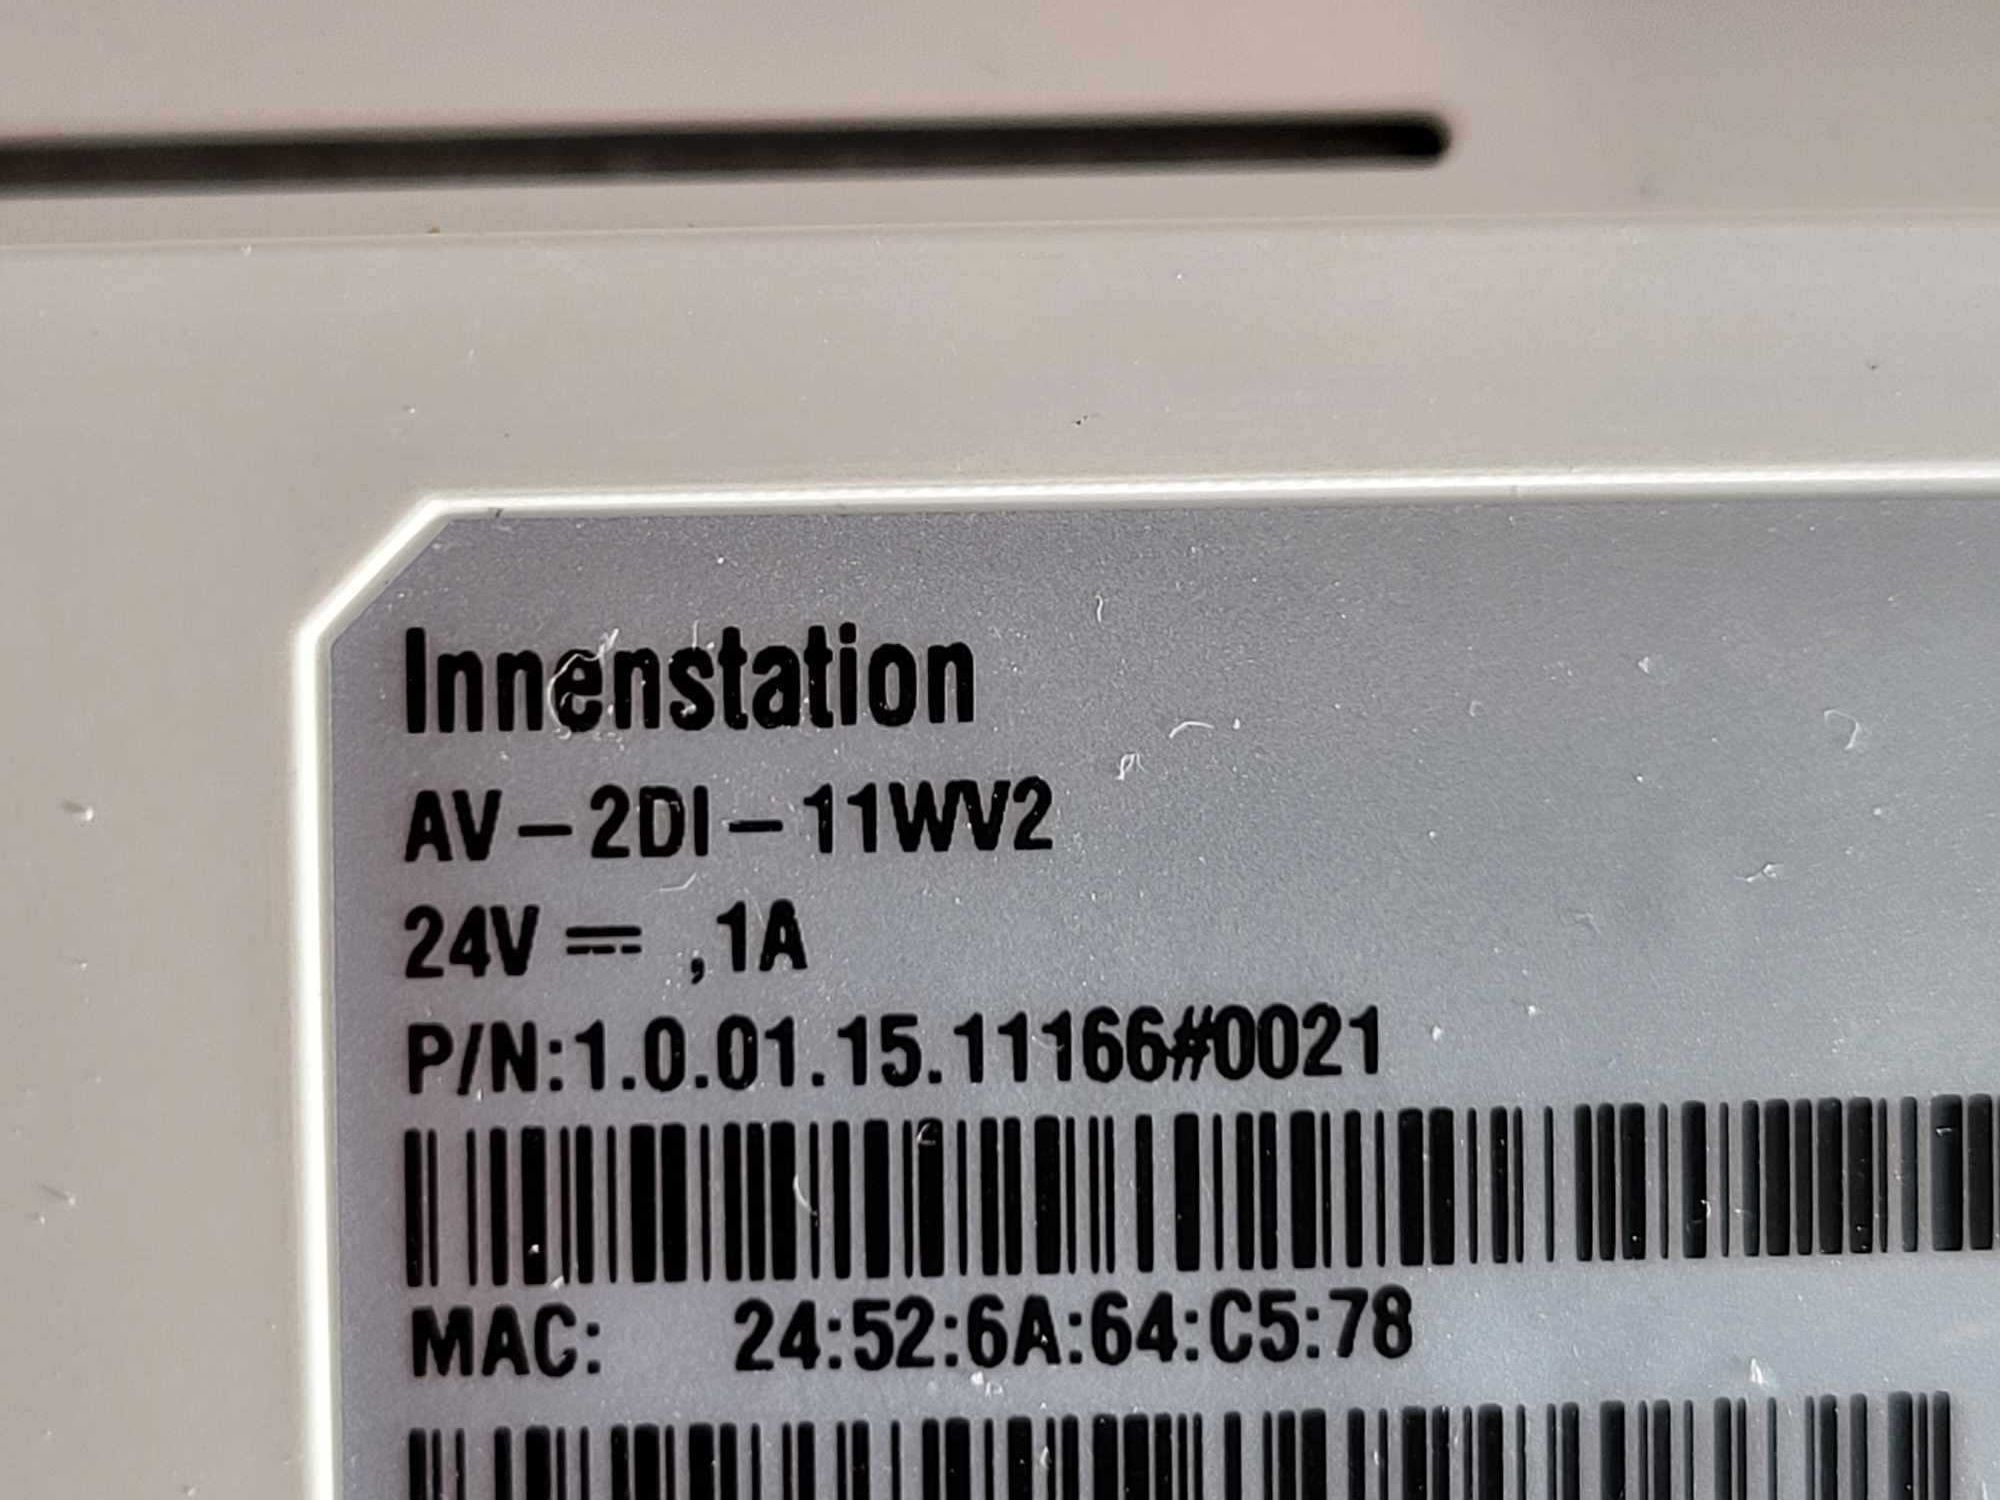 Innenstation
AV-2DI-11WV2
24V ⎓ ,1A
P/N:1.0.01.15.11166#0021
MAC: 24:52:6A:64:C5:78